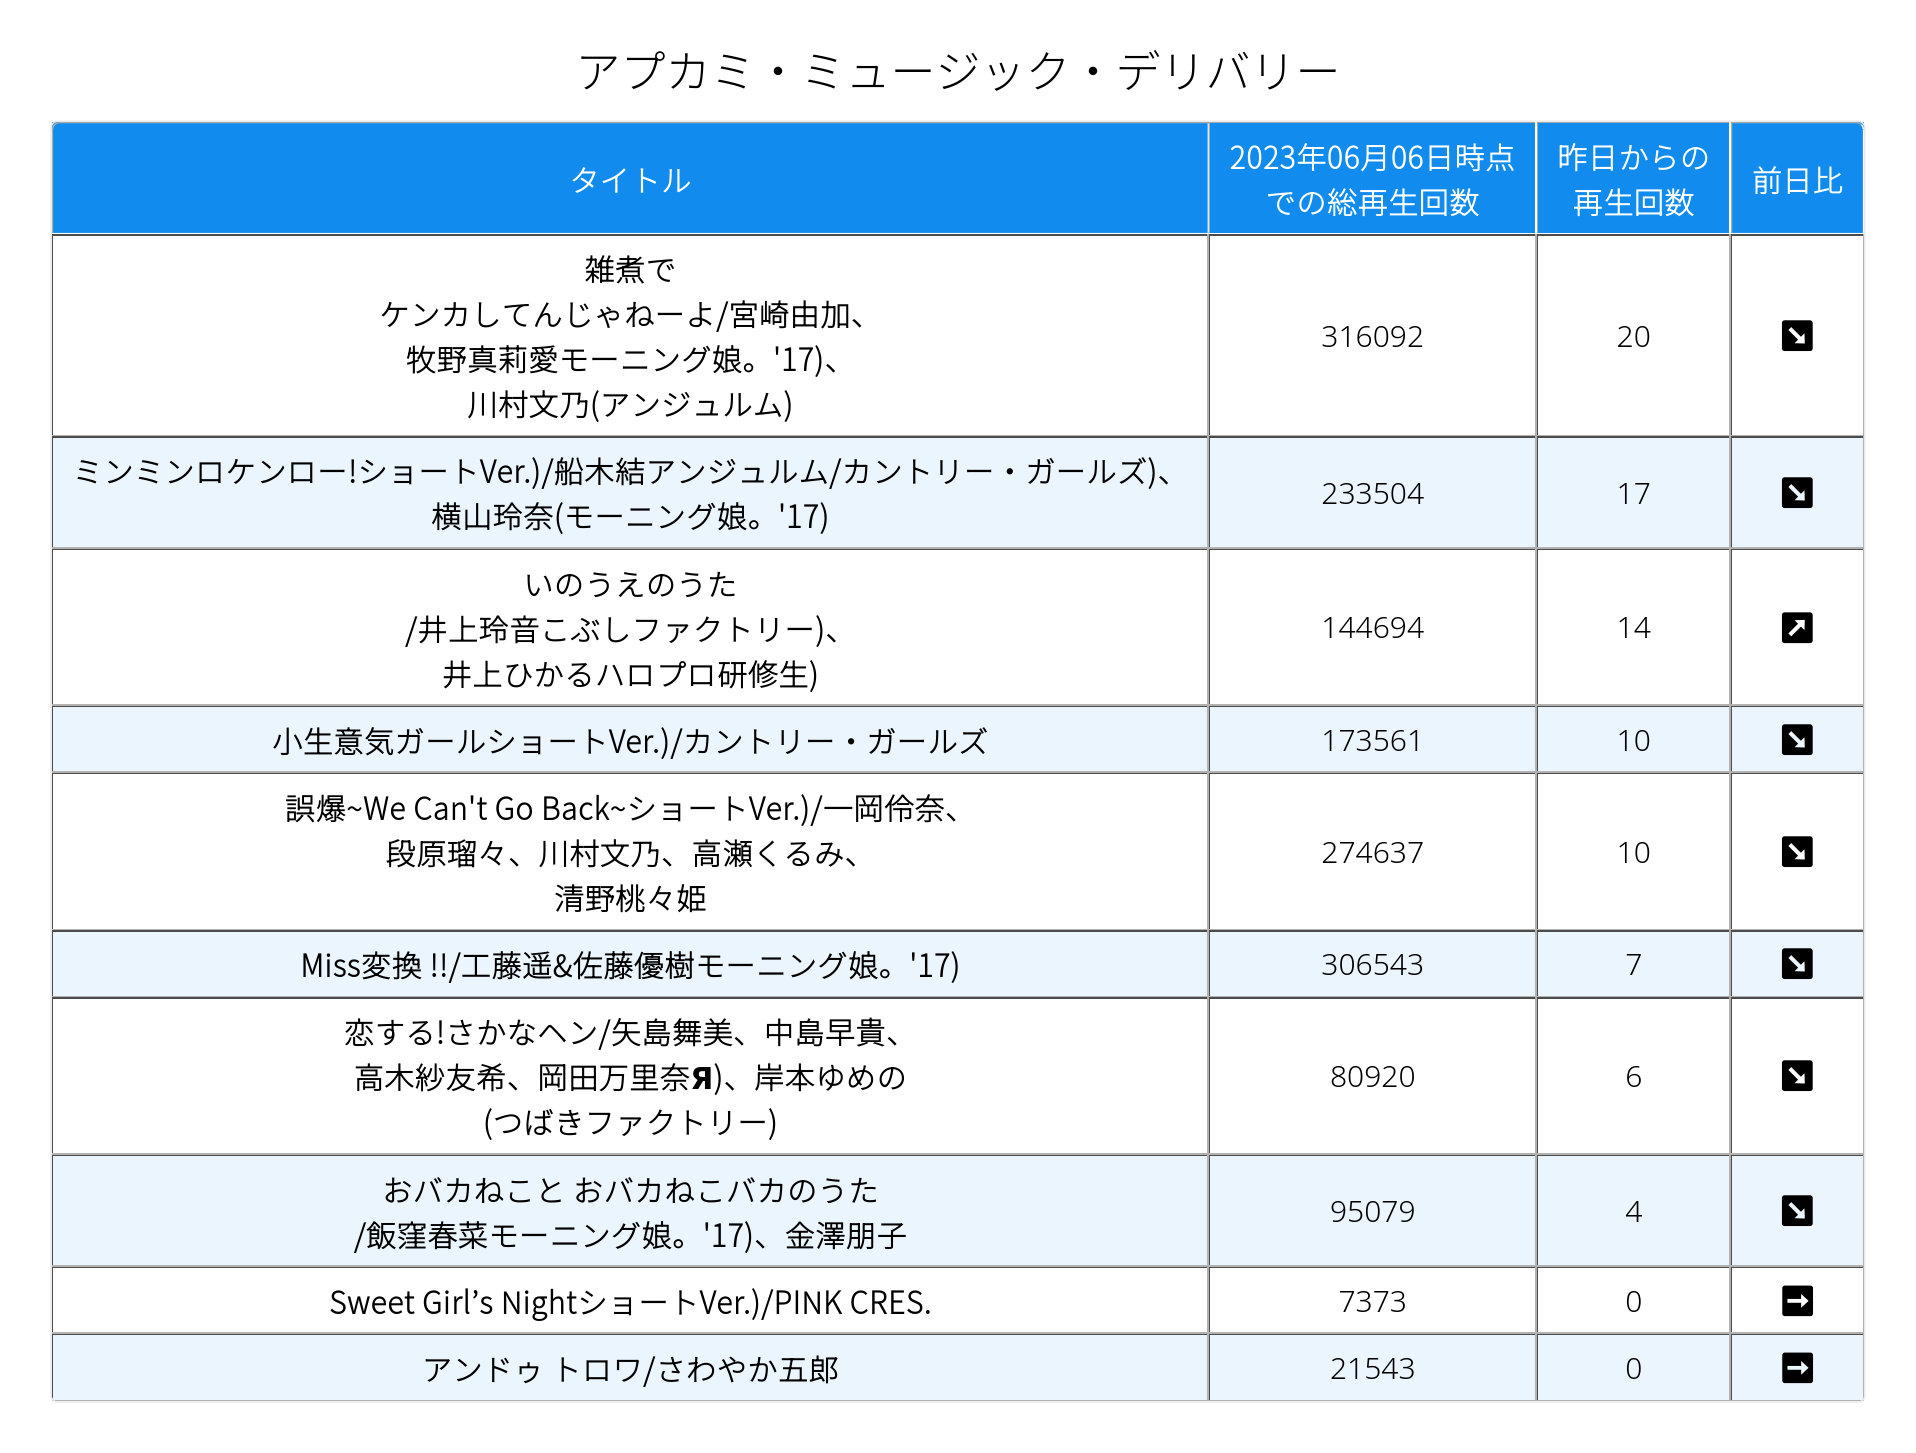 アプカミ・ミュージック・デリバリー
タイトル
2023年06月06日時点
での総再生回数
昨日からの
再生回数
前日比
雑煮で
ケンカしてんじゃねーよ/宮崎由加、
牧野真莉愛モーニング娘。'17)、
川村文乃(アンジュルム)
316092
20
ミンミンロケンロー!ショートVer.)/船木結アンジュルム/カントリー・ガールズ)、
横山玲奈(モーニング娘。'17)
233504
17
いのうえのうた
/井上玲音こぶしファクトリー)、
井上ひかるハロプロ研修生)
144694
14
小生意気ガールショートVer.)/カントリー・ガールズ
173561
10
誤爆~We Can't Go Back~ショートVer.)/一岡伶奈、
段原瑠々、川村文乃、高瀬くるみ、
清野桃々姫
274637
10
Miss変換 !!/工藤遥&佐藤優樹モーニング娘。'17)
306543
7
恋する!さかなヘン/矢島舞美、中島早貴、
高木紗友希、岡田万里奈Я)、岸本ゆめの
(つばきファクトリー)
80920
6
おバカねこと おバカねこバカのうた
/飯窪春菜モーニング娘。'17)、金澤朋子
95079
4
Sweet Girl’s NightショートVer.)/PINK CRES.
7373
0
アンドゥ トロワ/さわやか五郎
21543
0